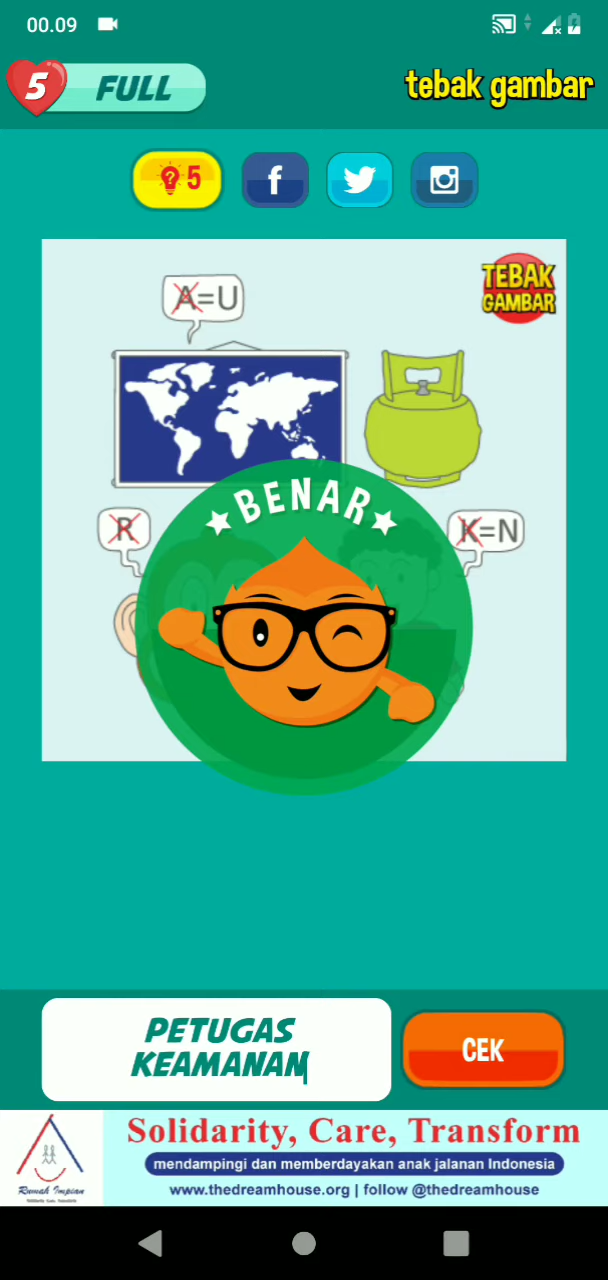 00.09
5 FULL
tebak gambar
5
f
A=U
TEBAK
GAMBAR
BENAR
R
K=N
PETUGAS
KEAMANAN
CEK
Solidarity, Care, Transform
mendampingi dan memberdayakan anak jalanan Indonesia
Rumah Impian
www.thedreamhouse.org | follow @thedreamhouse